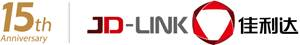 15th
Anniversary
JD-LINK 佳利达